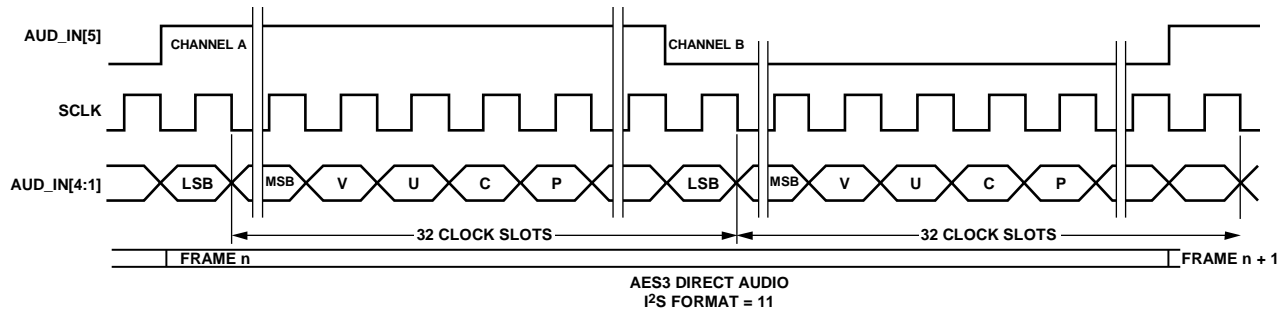 AUD_IN[5] CHANNEL A CHANNEL B
SCLK
AUD_IN[4:1] LSB MSB V U C P LSB MSB V U C P
32 CLOCK SLOTS 32 CLOCK SLOTS
FRAME n FRAME n + 1
AES3 DIRECT AUDIO
I²S FORMAT = 11